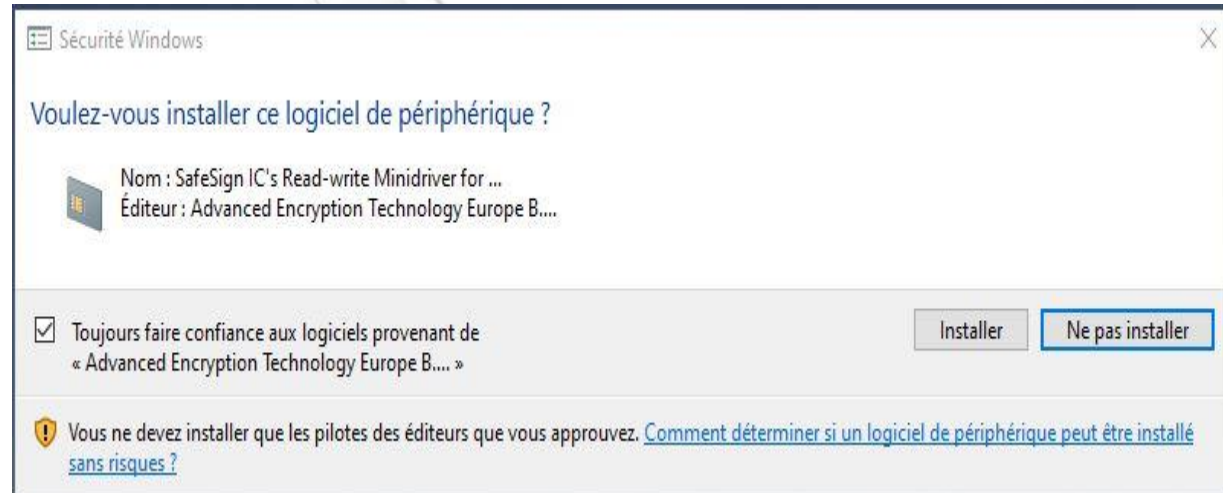 Sécurité Windows
Voulez-vous installer ce logiciel de périphérique ?
Nom : SafeSign IC's Read-write Minidriver for ...
Éditeur : Advanced Encryption Technology Europe B....
Toujours faire confiance aux logiciels provenant de
« Advanced Encryption Technology Europe B.... »
Installer
Ne pas installer
Vous ne devez installer que les pilotes des éditeurs que vous approuvez. Comment déterminer si un logiciel de périphérique peut être installé
sans risques ?